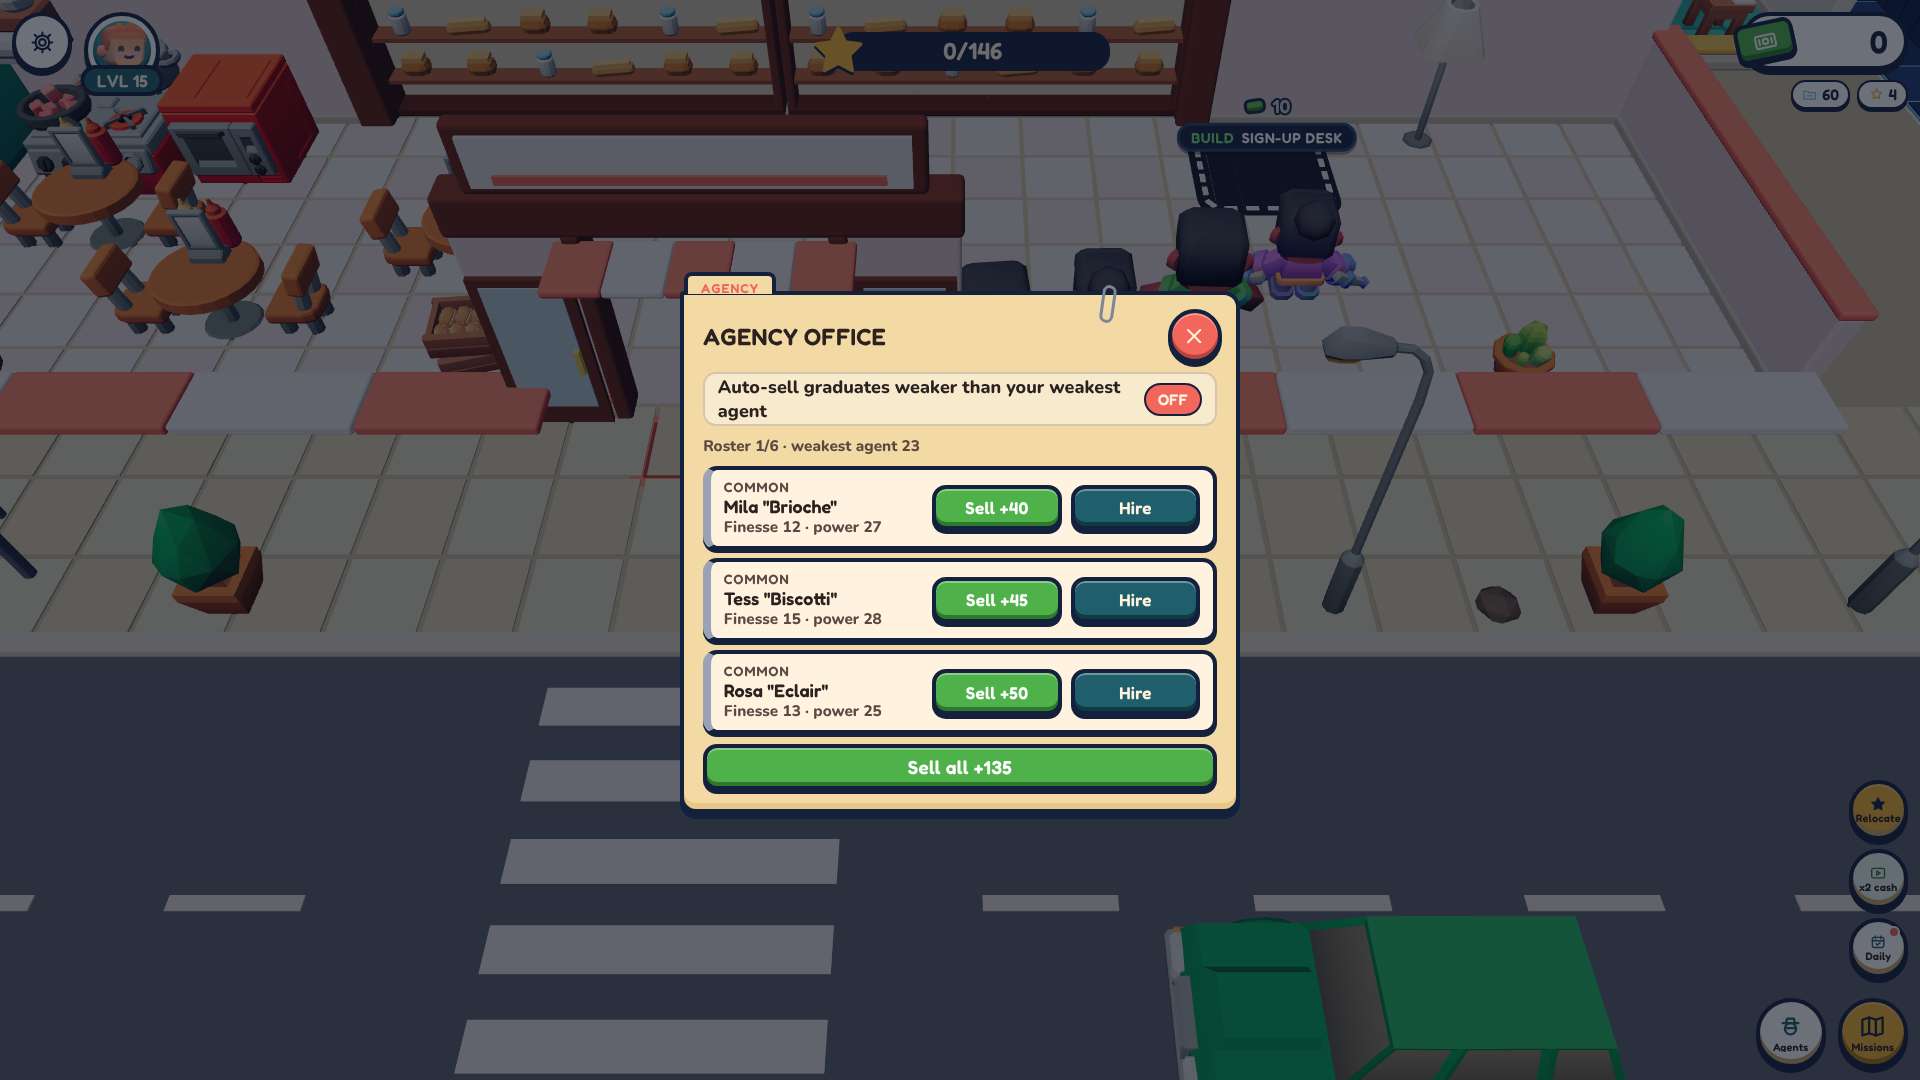 LVL 15
0/146
0
60
4
10
BUILD SIGN-UP DESK
AGENCY
AGENCY OFFICE
Auto-sell graduates weaker than your weakest
agent
OFF
Roster 1/6 · weakest agent 23
COMMON
Mila "Brioche"
Finesse 12 · power 27
Sell +40
Hire
COMMON
Tess "Biscotti"
Finesse 15 · power 28
Sell +45
Hire
COMMON
Rosa "Eclair"
Finesse 13 · power 25
Sell +50
Hire
Sell all +135
Relocate
x2 cash
Daily
Agents
Missions